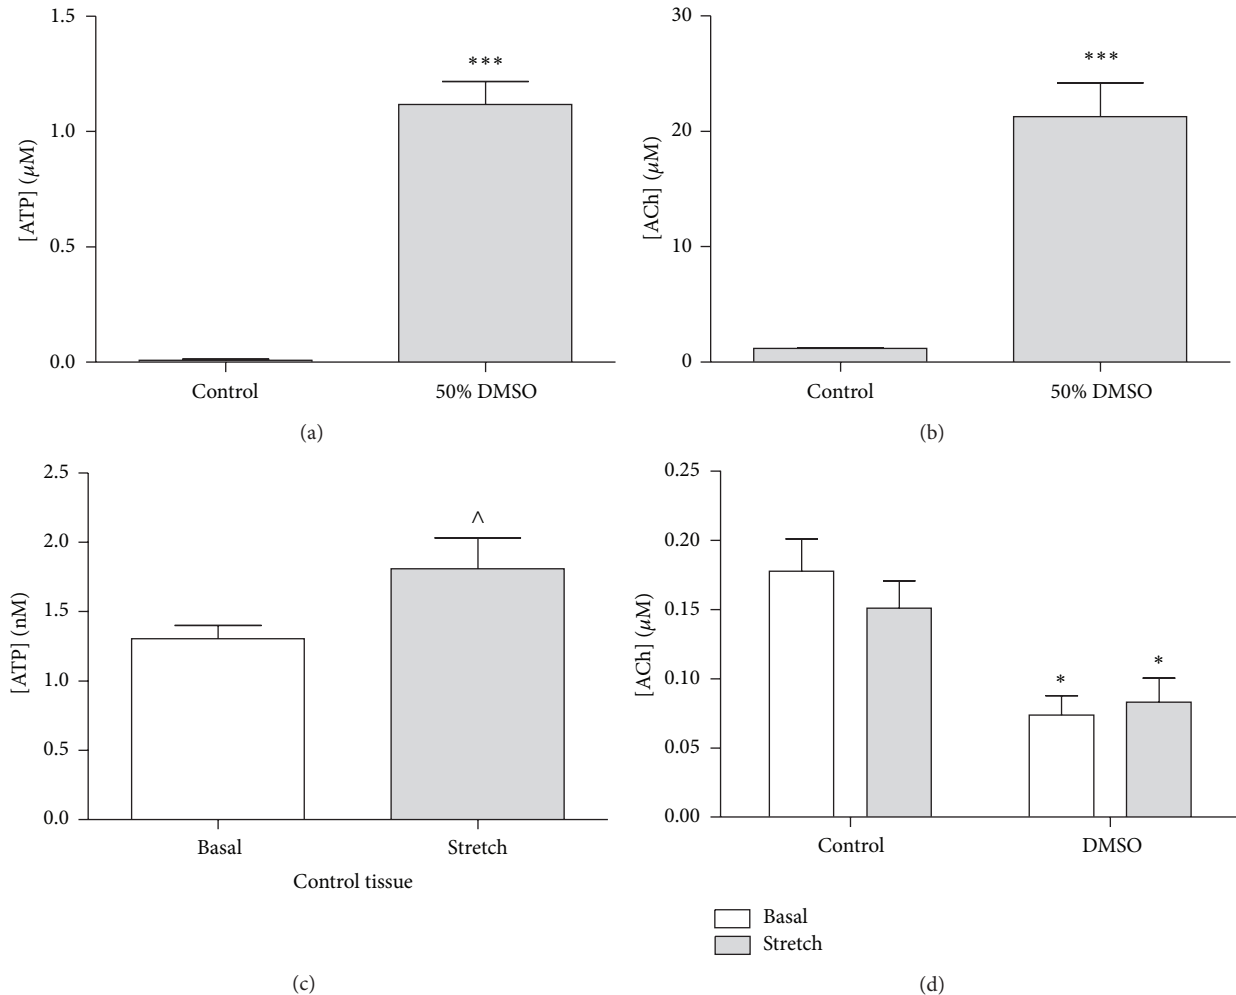 1.5
***
1.0
[ATP] (μM)
0.5
0.0
Control
50% DMSO
(a)
30
***
20
[ACh] (μM)
10
0
Control
50% DMSO
(b)
2.5
^
2.0
1.5
[ATP] (nM)
1.0
0.5
0.0
Basal
Stretch
Control tissue
(c)
0.25
0.20
0.15
[ACh] (μM)
0.10
* *
0.05
0.00
Control
DMSO
Basal
Stretch
(d)